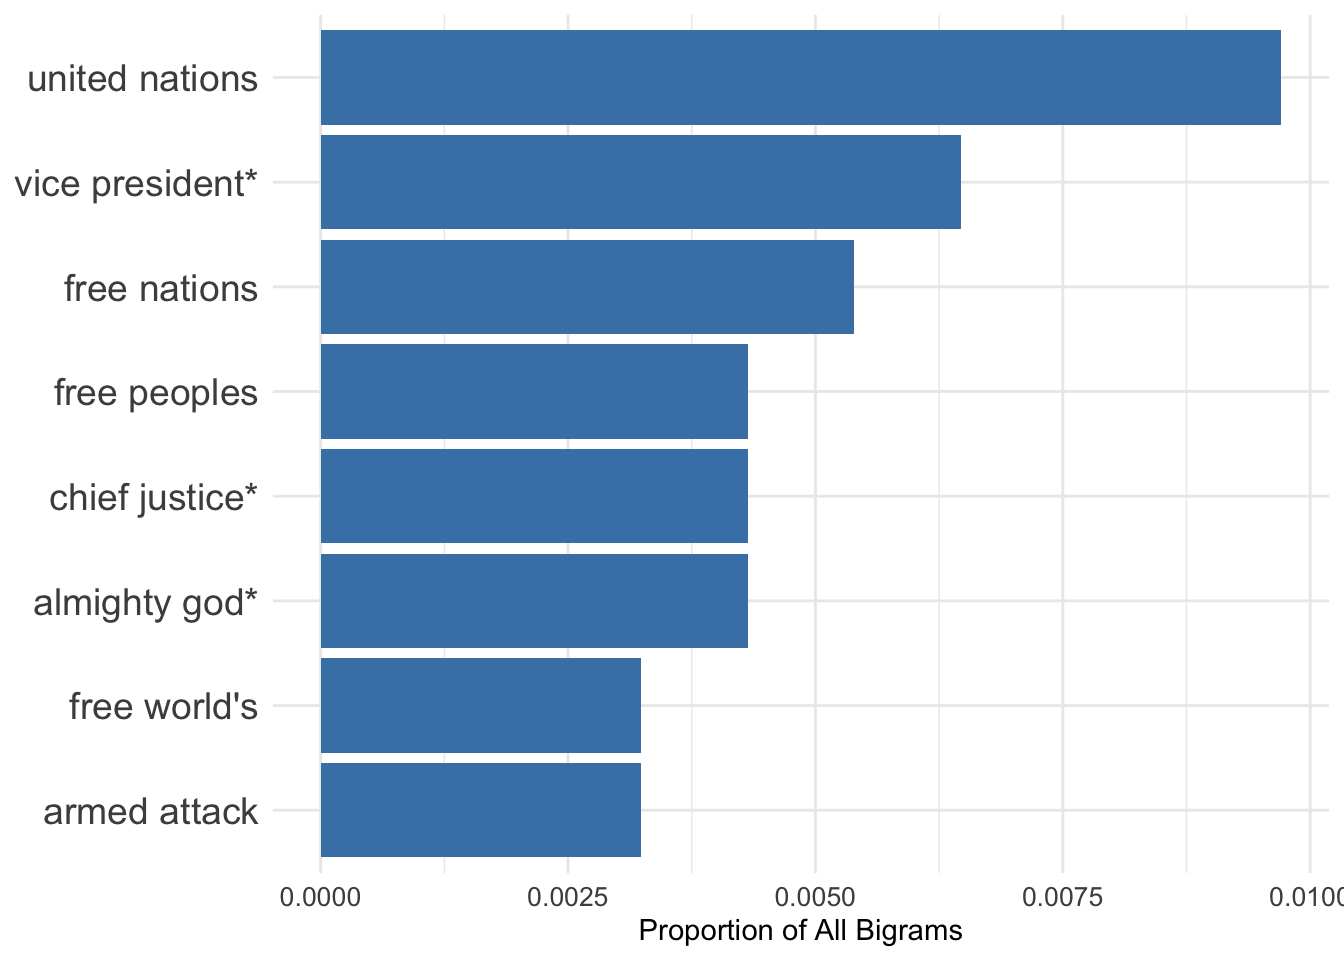 united nations
vice president*
free nations
free peoples
chief justice*
almighty god*
free world's
armed attack
0.0000 0.0025 0.0050 0.0075 0.0100
Proportion of All Bigrams